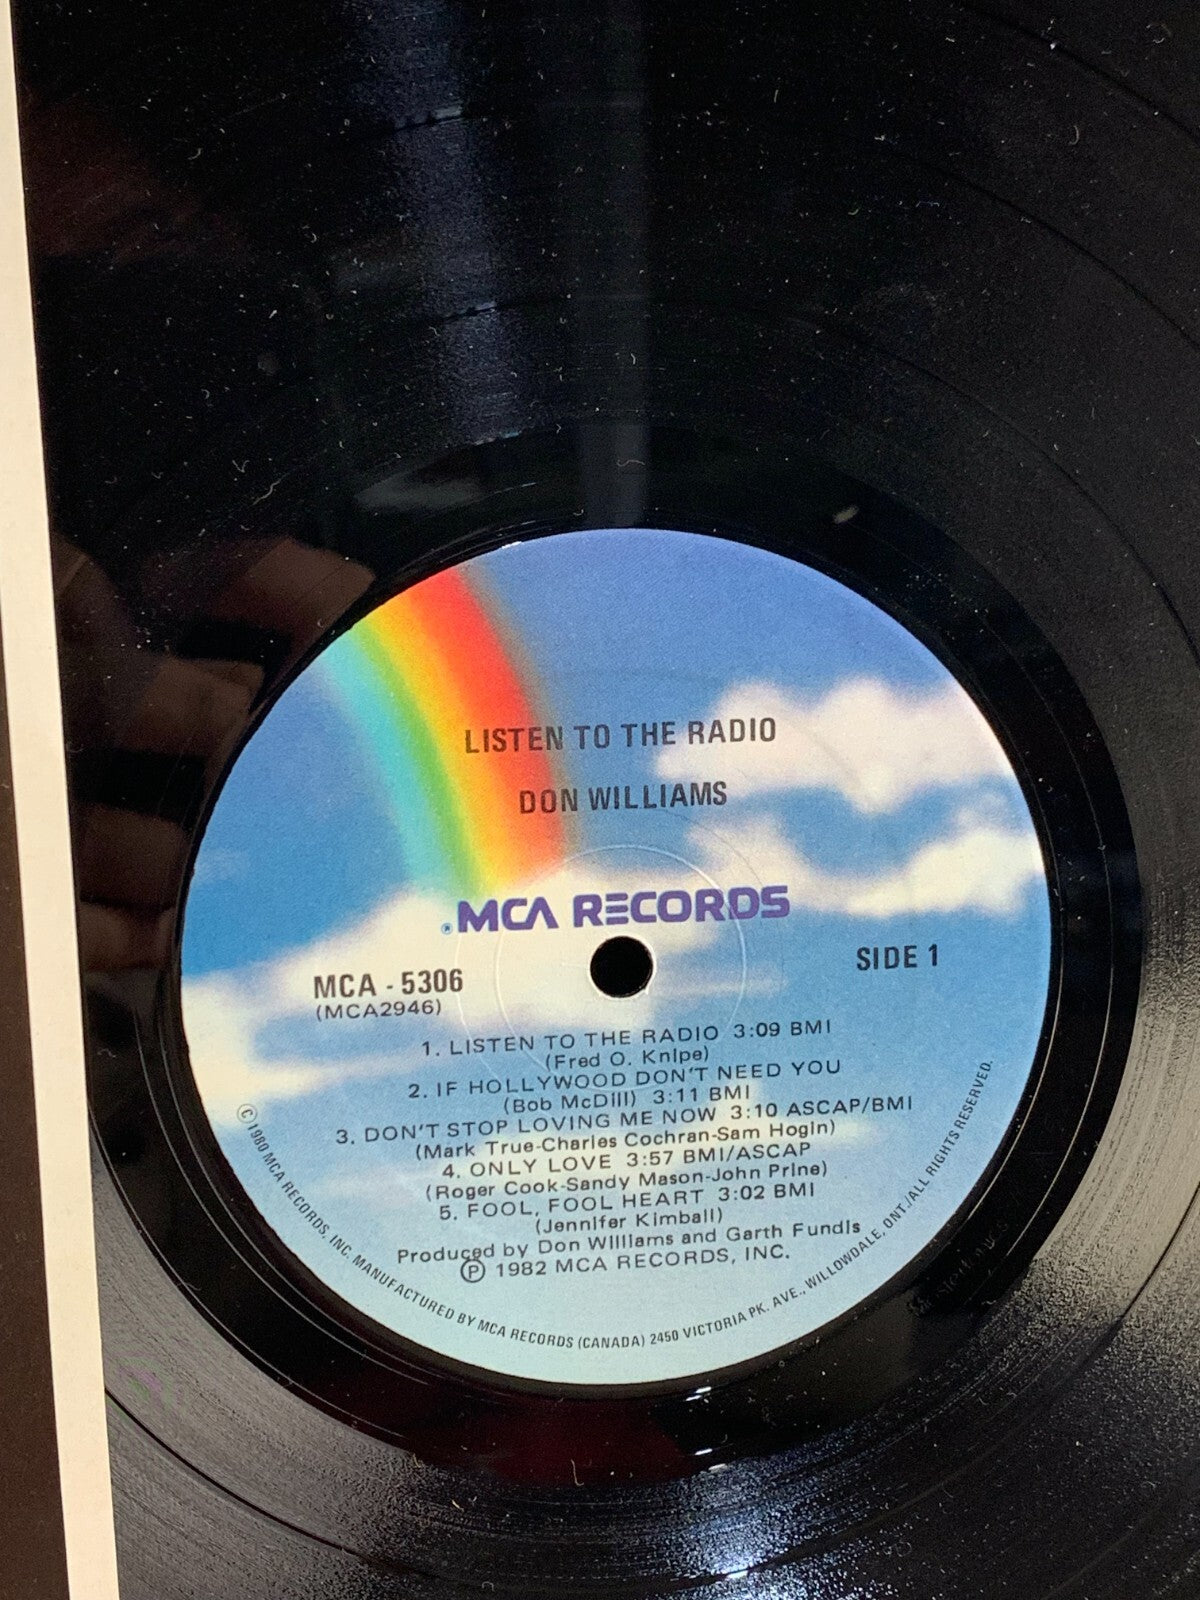 LISTEN TO THE RADIO
DON WILLIAMS
®MCA RECORDS
MCA - 5306
(MCA2946)
SIDE 1
1. LISTEN TO THE RADIO 3:09 BMI
(Fred O. Knipe)
2. IF HOLLYWOOD DON'T NEED YOU
(Bob McDill) 3:11 BMI
3. DON'T STOP LOVING ME NOW 3:10 ASCAP/BMI
(Mark True-Charles Cochran-Sam Hogin)
4. ONLY LOVE 3:57 BMI/ASCAP
(Roger Cook-Sandy Mason-John Prine)
5. FOOL, FOOL HEART 3:02 BMI
(Jennifer Kimball)
Produced by Don Williams and Garth Fundis
Ⓟ 1982 MCA RECORDS, INC.
©1980 MCA RECORDS, INC. MANUFACTURED BY MCA RECORDS (CANADA) 2450 VICTORIA PK. AVE., WILLOWDALE, ONT./ALL RIGHTS RESERVED.